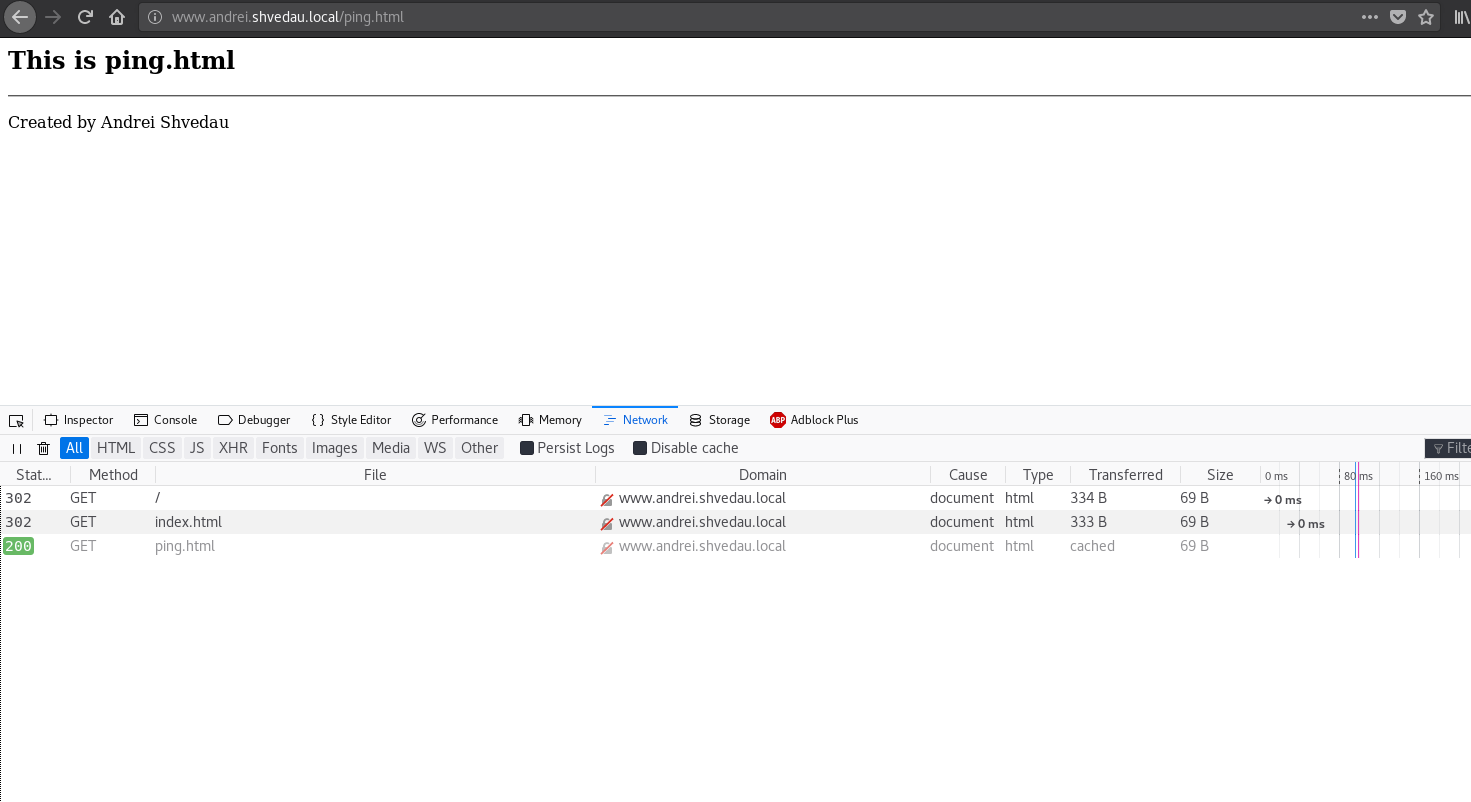 www.andrei.shvedau.local/ping.html
This is ping.html
Created by Andrei Shvedau
Inspector Console Debugger { } Style Editor Performance Memory Network Storage ABP Adblock Plus
All HTML CSS JS XHR Fonts Images Media WS Other Persist Logs Disable cache Filte
Stat... Method File Domain Cause Type Transferred Size 0 ms 80 ms 160 ms
302 GET / www.andrei.shvedau.local document html 334 B 69 B → 0 ms
302 GET index.html www.andrei.shvedau.local document html 333 B 69 B → 0 ms
200 GET ping.html www.andrei.shvedau.local document html cached 69 B